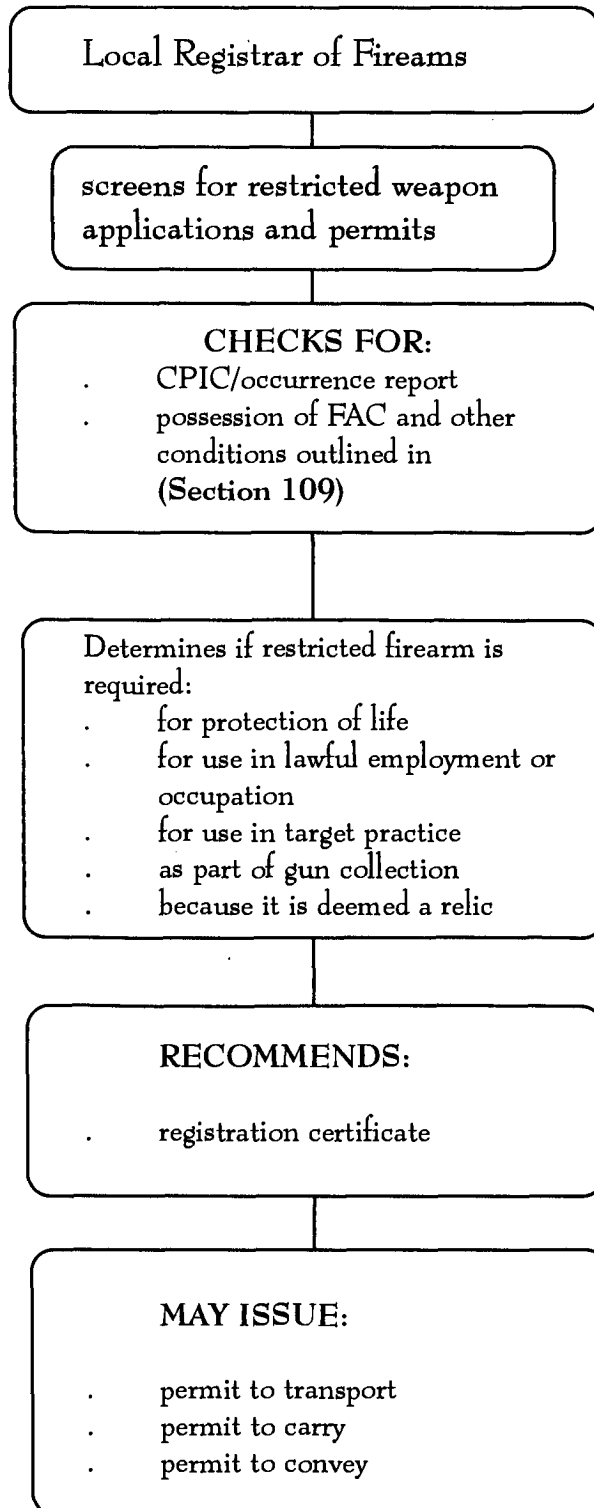 Local Registrar of Fireams
screens for restricted weapon
applications and permits
CHECKS FOR:
. CPIC/occurrence report
. possession of FAC and other
conditions outlined in
(Section 109)
Determines if restricted firearm is
required:
. for protection of life
. for use in lawful employment or
occupation
. for use in target practice
. as part of gun collection
. because it is deemed a relic
RECOMMENDS:
. registration certificate
MAY ISSUE:
. permit to transport
. permit to carry
. permit to convey